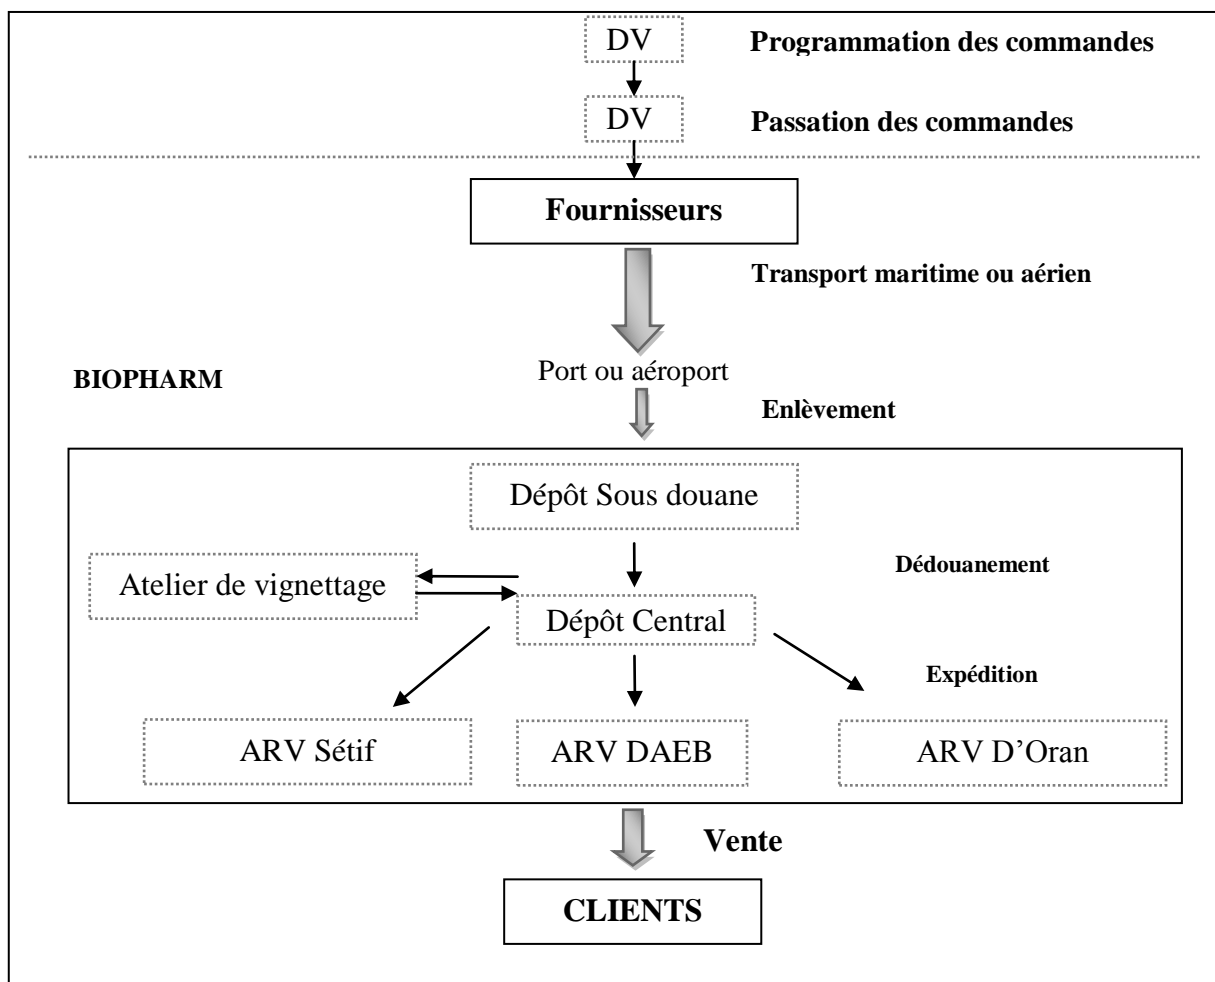 DV
Programmation des commandes
DV
Passation des commandes
Fournisseurs
Transport maritime ou aérien
Port ou aéroport
BIOPHARM
Enlèvement
Dépôt Sous douane
Dédouanement
Atelier de vignettage
Dépôt Central
Expédition
ARV Sétif
ARV DAEB
ARV D’Oran
Vente
CLIENTS